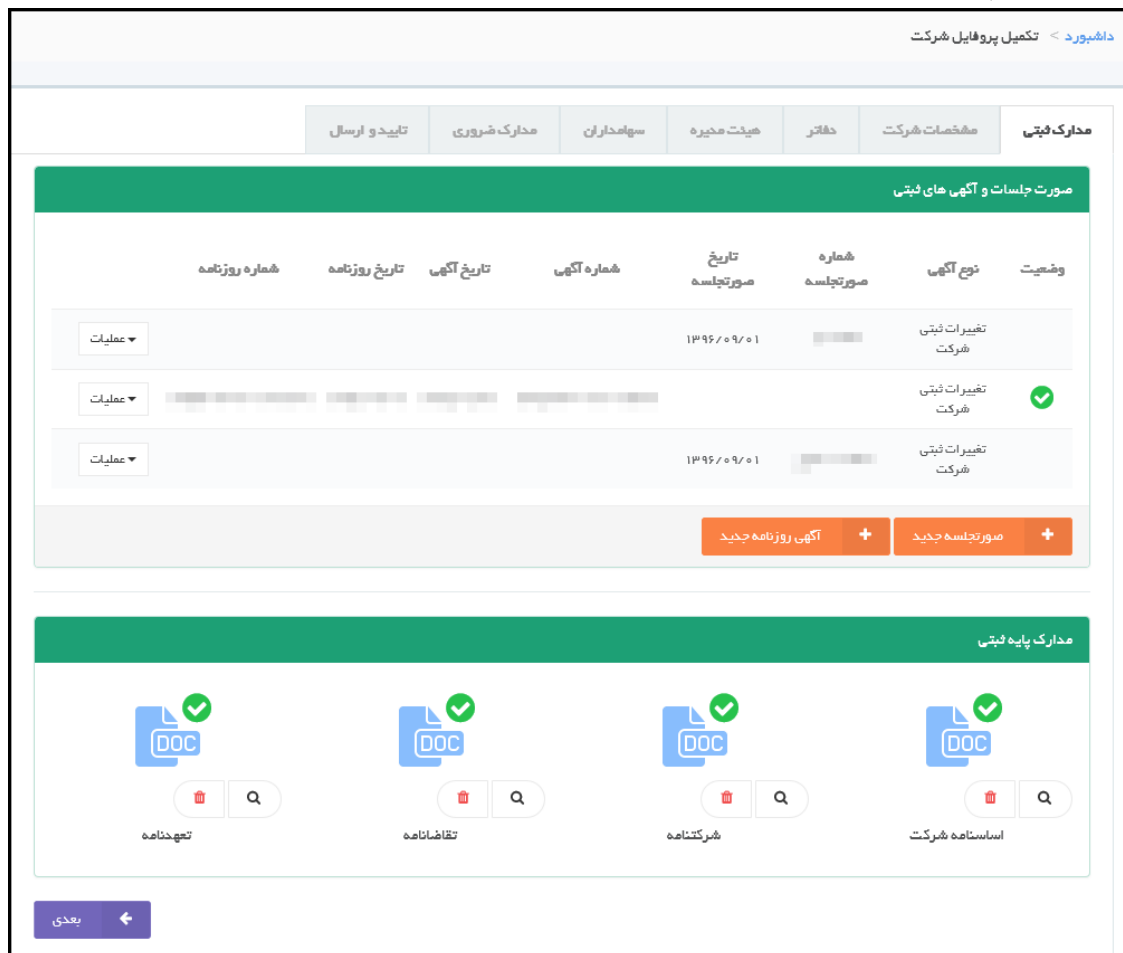 داشبورد > تکمیل پروفایل شرکت
مدارک ثبتی
مشخصات شرکت
دفاتر
هیئت مدیره
سهامداران
مدارک ضروری
تایید و ارسال
صورت جلسات و آگهی های ثبتی
وضعیت
نوع آگهی
شماره
صورتجلسه
تاریخ
صورتجلسه
شماره آگهی
تاریخ آگهی
تاریخ روزنامه
شماره روزنامه
تغییرات ثبتی
شرکت
۱۳۹۶/۰۹/۰۱
عملیات
تغییرات ثبتی
شرکت
عملیات
تغییرات ثبتی
شرکت
۱۳۹۶/۰۹/۰۱
عملیات
صورتجلسه جدید
آگهی روزنامه جدید
مدارک پایه ثبتی
DOC
DOC
DOC
DOC
اساسنامه شرکت
شرکتنامه
تقاضانامه
تعهدنامه
بعدی